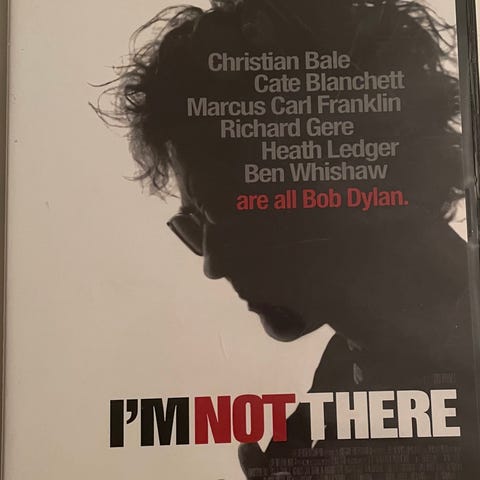 Christian Bale
Cate Blanchett
Marcus Carl Franklin
Richard Gere
Heath Ledger
Ben Whishaw
are all Bob Dylan.
I'M NOT THERE